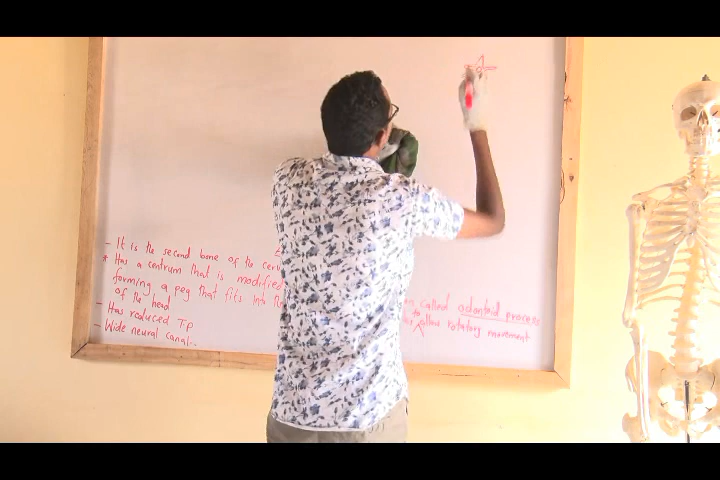 - It is the second bone of the cerv
* Has a centrum that is modified
forming a peg that fits into
called odontoid process
to
allow rotatory movement
of the head
- Has reduced TP
- Wide neural canal..